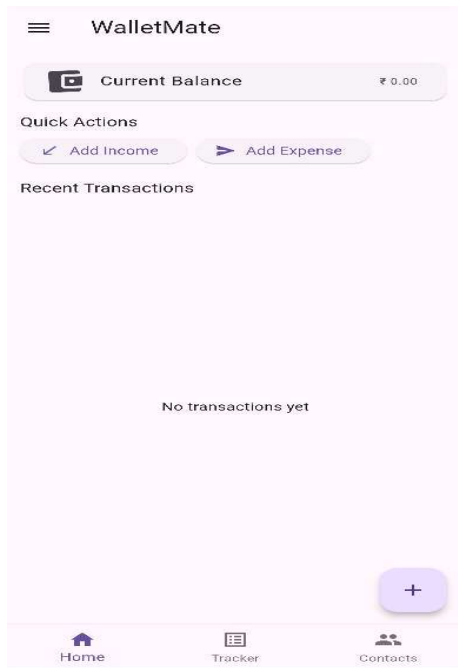 WalletMate
Current Balance ₹ 0.00
Quick Actions
Add Income Add Expense
Recent Transactions
No transactions yet
Home Tracker Contacts